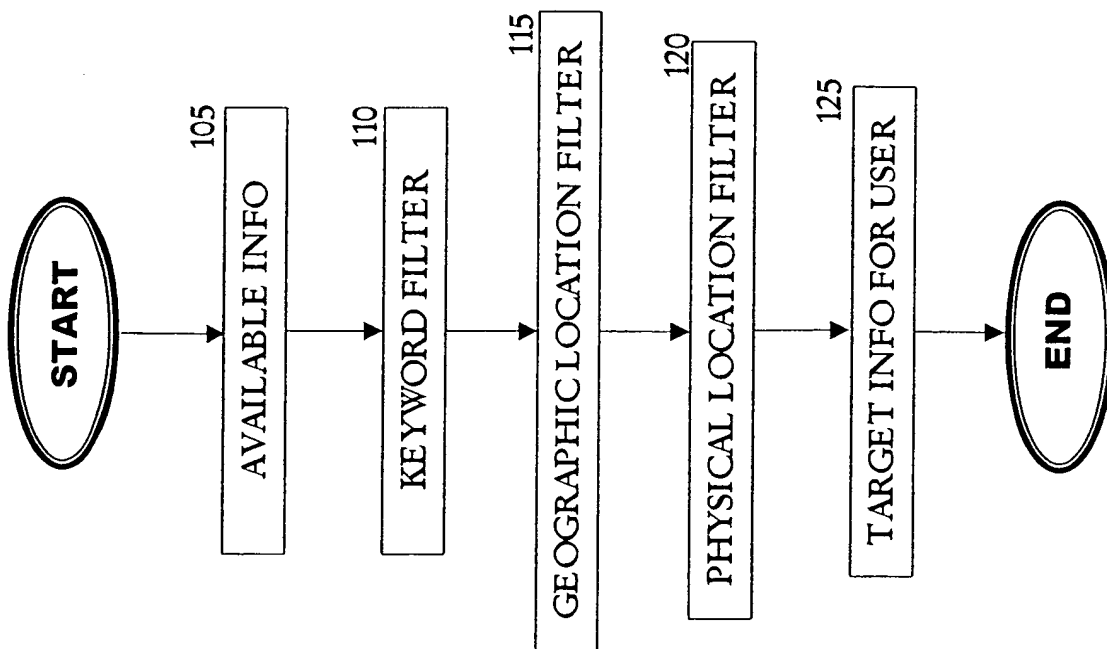 START
105
AVAILABLE INFO
110
KEYWORD FILTER
115
GEOGRAPHIC LOCATION FILTER
120
PHYSICAL LOCATION FILTER
125
TARGET INFO FOR USER
END